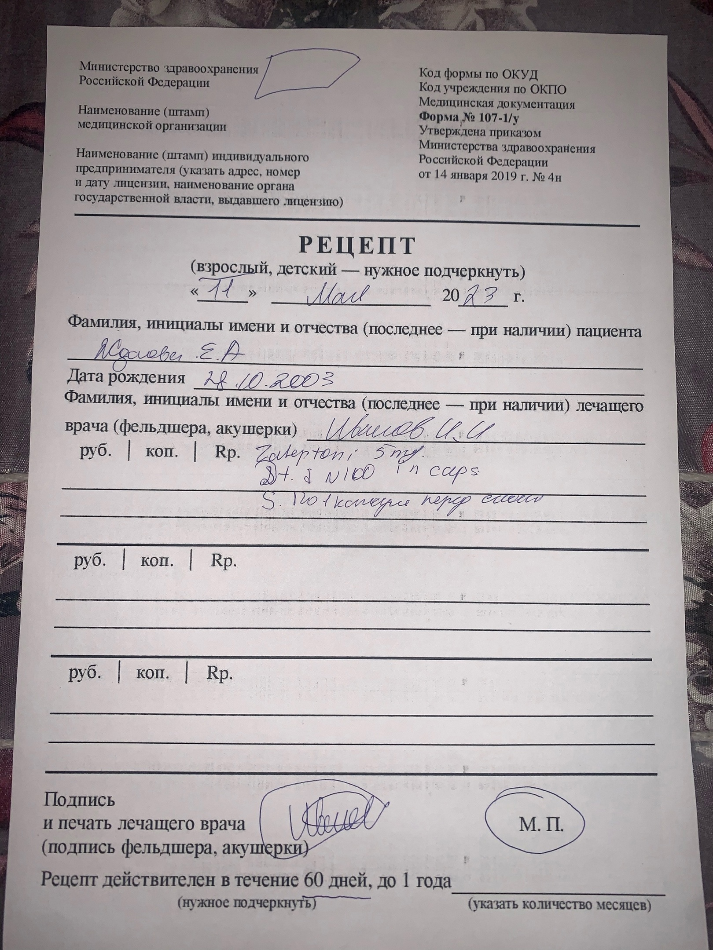 Министерство здравоохранения
Российской Федерации
Наименование (штамп)
медицинской организации
Наименование (штамп) индивидуального
предпринимателя (указать адрес, номер
и дату лицензии, наименование органа
государственной власти, выдавшего лицензию)
Код формы по ОКУД
Код учреждения по ОКПО
Медицинская документация
Форма № 107-1/у
Утверждена приказом
Министерства здравоохранения
Российской Федерации
от 14 января 2019 г. № 4н
РЕЦЕПТ
(взрослый, детский — нужное подчеркнуть)
« 11 » Мая 2023 г.
Фамилия, инициалы имени и отчества (последнее — при наличии) пациента
Е.А
Дата рождения 28.10.2003
Фамилия, инициалы имени и отчества (последнее — при наличии) лечащего
врача (фельдшера, акушерки) Иванов И.И
руб. | коп. | Rp. Zaleploni 5
D.t.d N100 in caps
S. По 1 капсуле перед сном
руб. | коп. | Rp.
руб. | коп. | Rp.
Подпись
и печать лечащего врача
(подпись фельдшера, акушерки)
М. П.
Рецепт действителен в течение 60 дней, до 1 года
(нужное подчеркнуть) (указать количество месяцев)